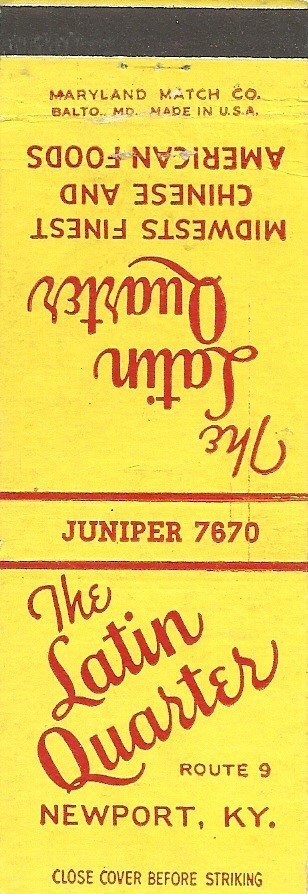 MARYLAND MATCH CO.
BALTO. MD. MADE IN U.S.A.
The
Latin
Quarter
MIDWESTS FINEST
CHINESE AND
AMERICAN FOODS
JUNIPER 7670
The
Latin
Quarter
ROUTE 9
NEWPORT, KY.
CLOSE COVER BEFORE STRIKING